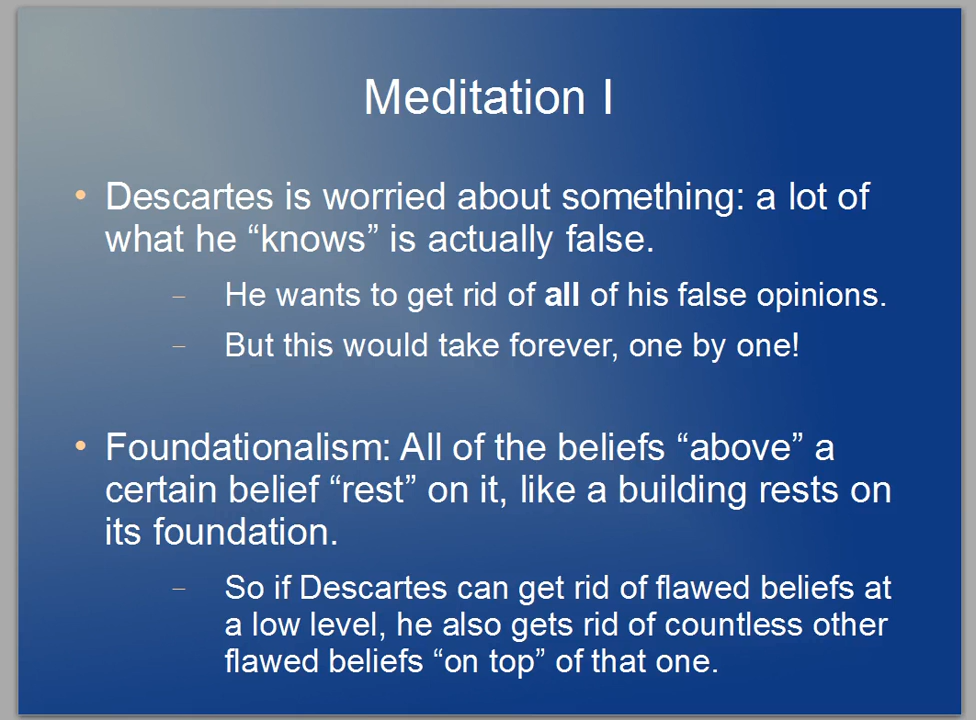 Meditation I
• Descartes is worried about something: a lot of
what he “knows” is actually false.
– He wants to get rid of all of his false opinions.
– But this would take forever, one by one!
• Foundationalism: All of the beliefs “above” a
certain belief “rest” on it, like a building rests on
its foundation.
– So if Descartes can get rid of flawed beliefs at
a low level, he also gets rid of countless other
flawed beliefs “on top” of that one.